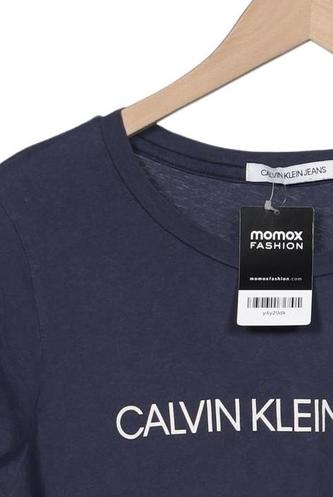 CALVIN KLEIN JEANS
momox
FASHION
momoxfashion.com
y4y29dk
CALVIN KLEIN